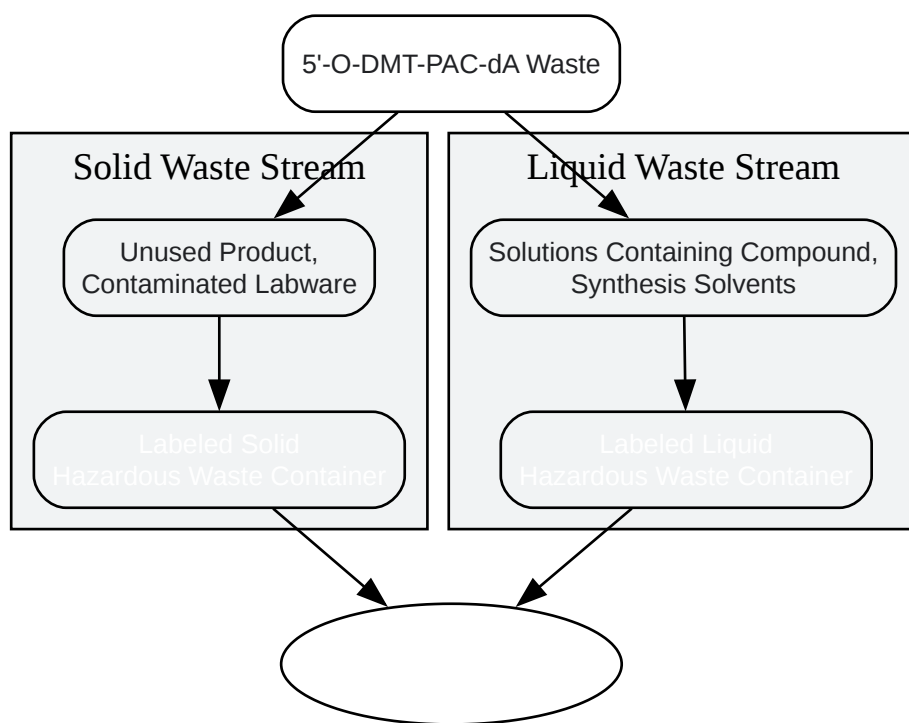 5'-O-DMT-PAC-dA Waste
Solid Waste Stream
Unused Product,
Contaminated Labware
Labeled Solid
Hazardous Waste Container
Liquid Waste Stream
Solutions Containing Compound,
Synthesis Solvents
Labeled Liquid
Hazardous Waste Container